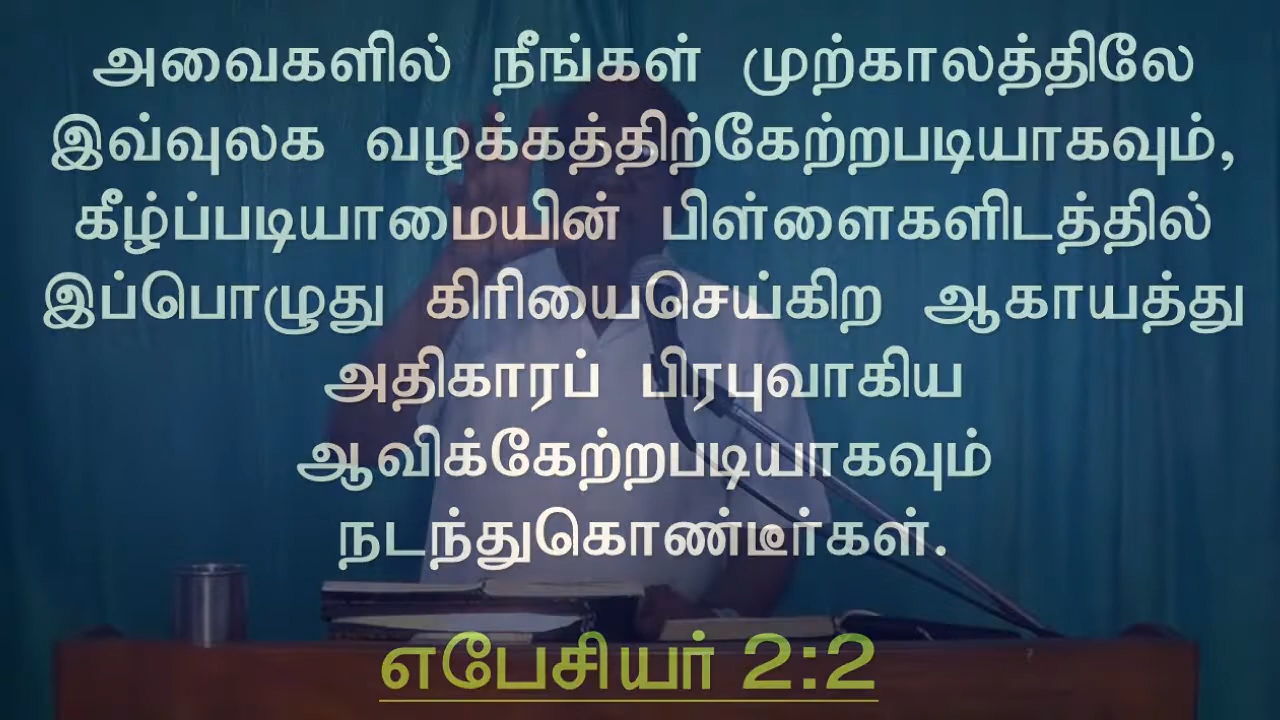 அவைகளில் நீங்கள் முற்காலத்திலே
இவ்வுலக வழக்கத்திற்கேற்றபடியாகவும்,
கீழ்ப்படியாமையின் பிள்ளைகளிடத்தில்
இப்பொழுது கிரியைசெய்கிற ஆகாயத்து
அதிகாரப் பிரபுவாகிய
ஆவிக்கேற்றபடியாகவும்
நடந்துகொண்டீர்கள்.
எபேசியர் 2:2